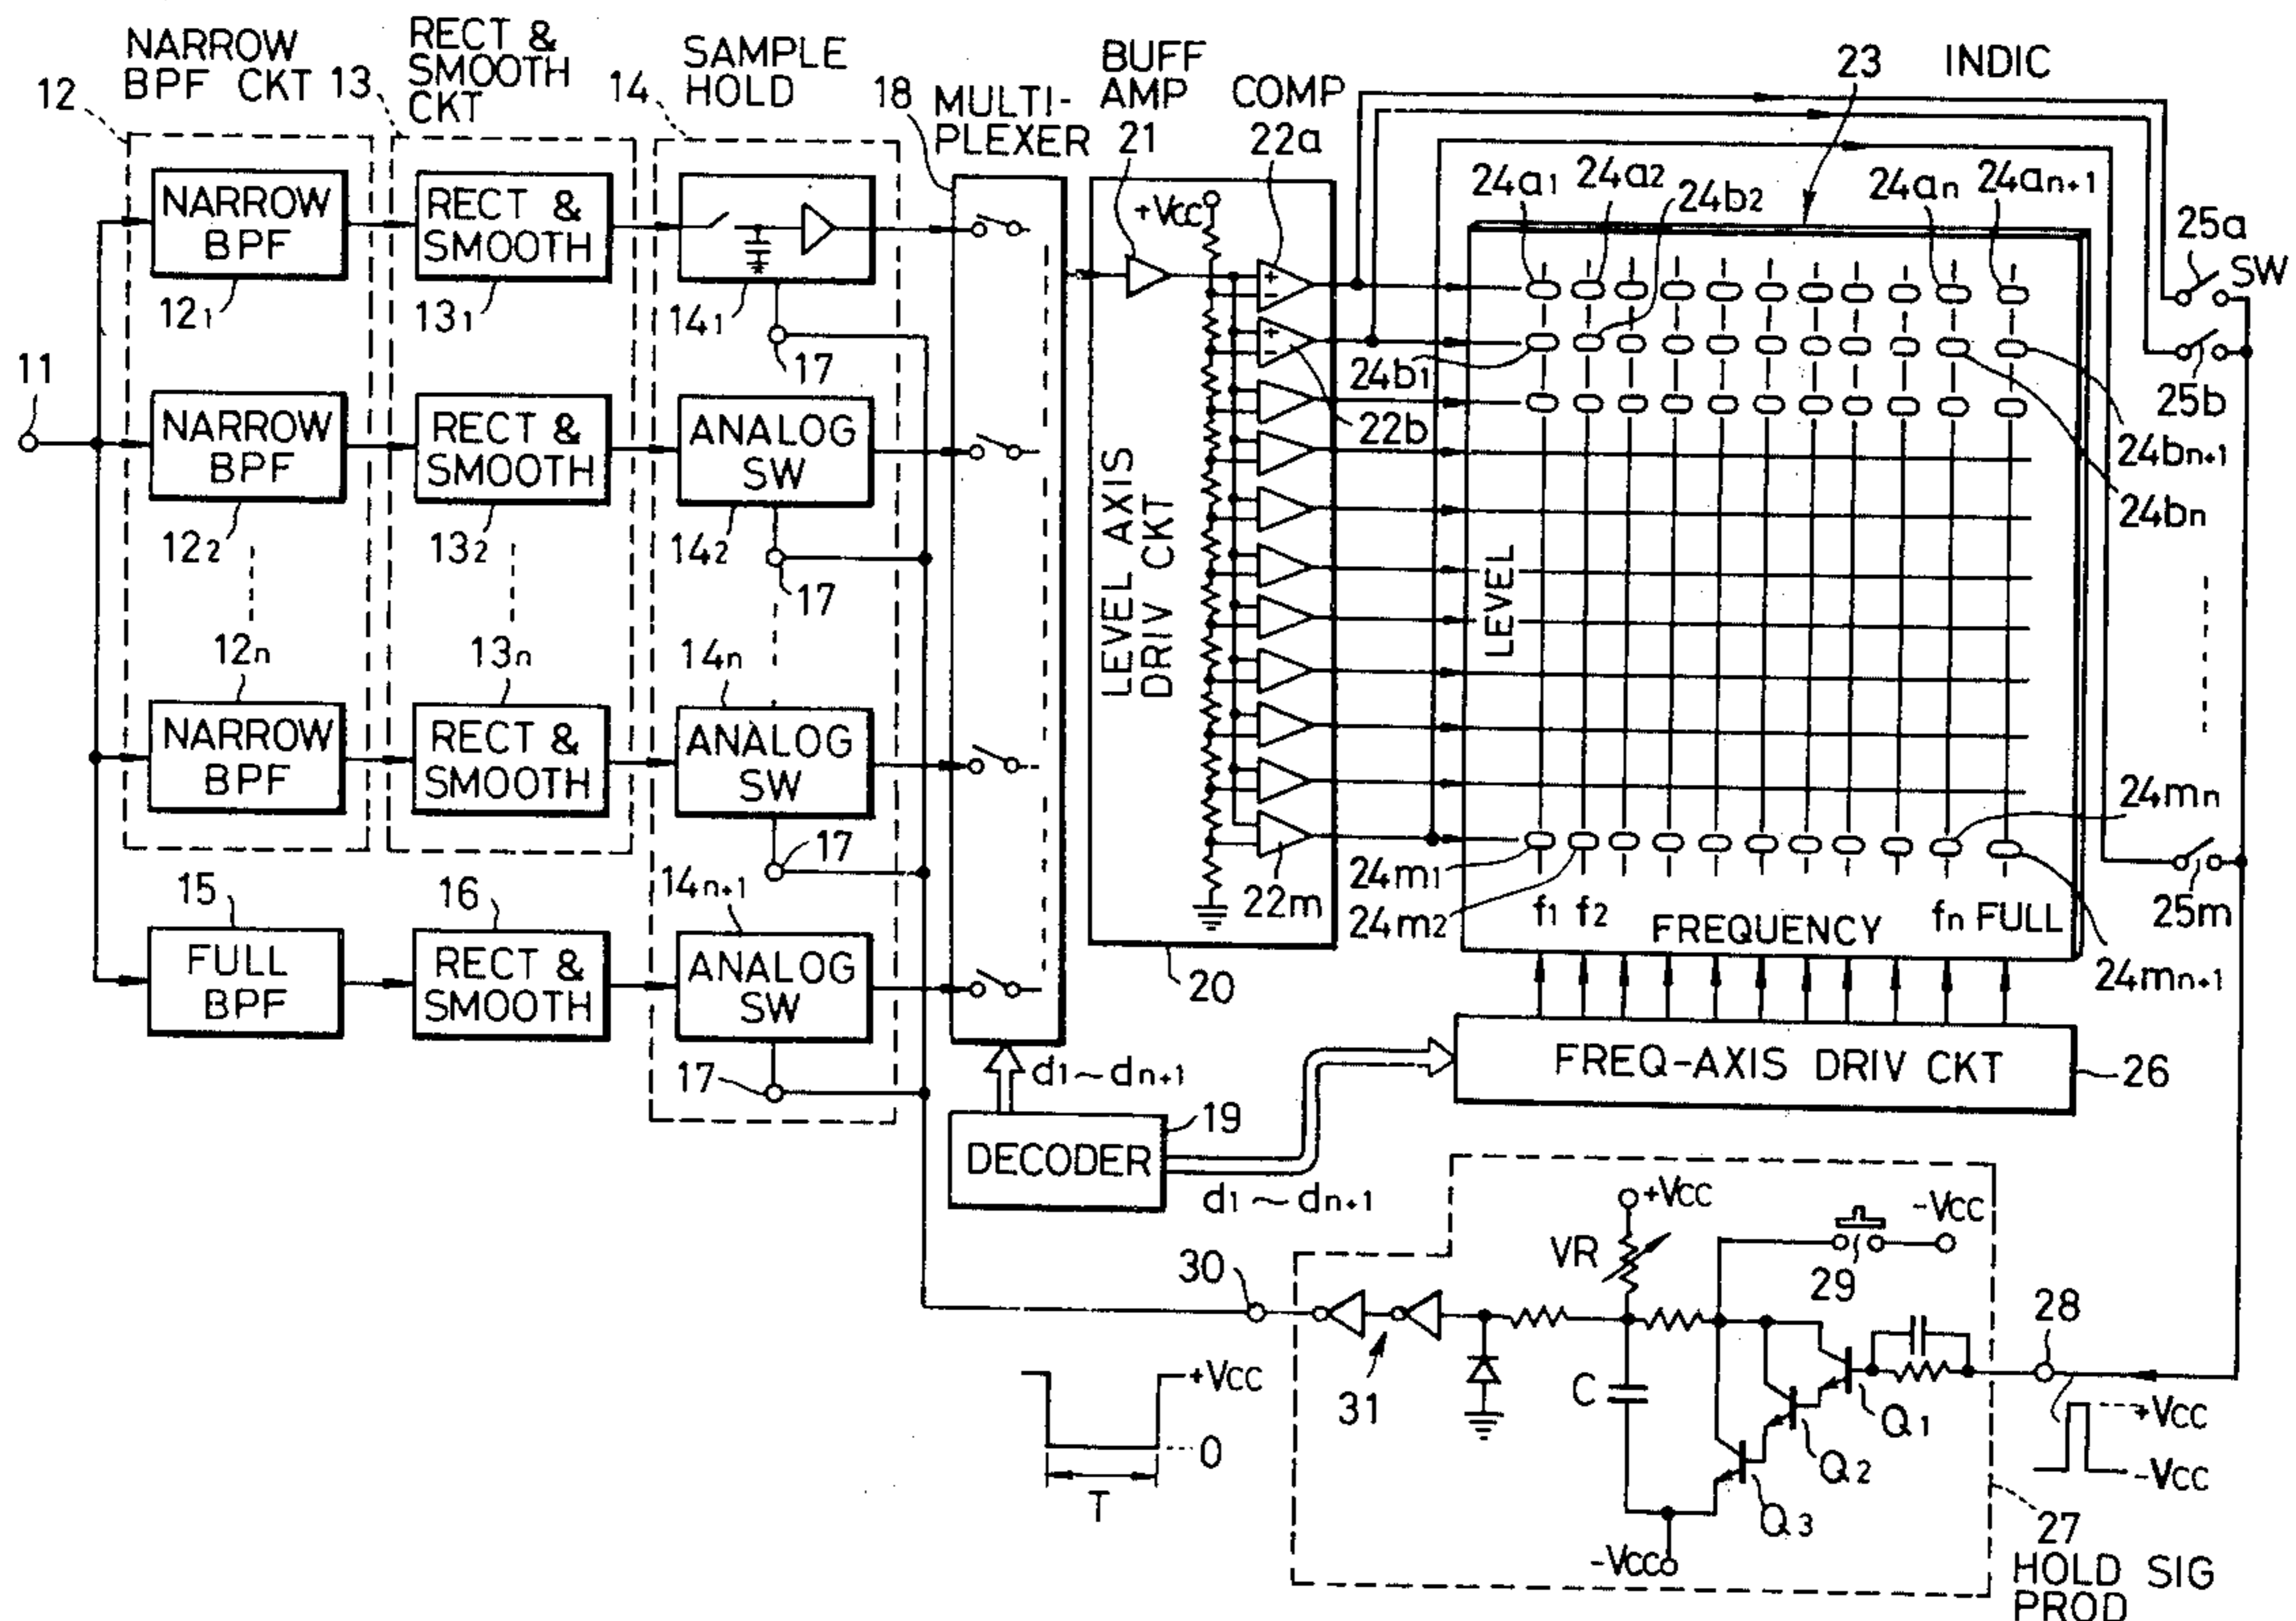 NARROW
BPF CKT
RECT &
SMOOTH
CKT
SAMPLE
HOLD
MULTI-
PLEXER
BUFF
AMP
COMP
INDIC
12
13
14
18
21
22a
23
24a1
24a2
24b2
24an
24an+1
25a
SW
NARROW
BPF
RECT &
SMOOTH
+VCC
+
-
121
131
141
17
+
-
24b1
25b
11
NARROW
BPF
RECT &
SMOOTH
ANALOG
SW
22b
24bn+1
24bn
122
132
142
17
LEVEL AXIS
DRIV CKT
LEVEL
12n
13n
14n
NARROW
BPF
RECT &
SMOOTH
ANALOG
SW
17
24mn
24m1
24m2
22m
25m
15
16
14n+1
f1 f2
fn FULL
FREQUENCY
FULL
BPF
RECT &
SMOOTH
ANALOG
SW
20
24mn+1
17
d1~dn+1
FREQ-AXIS DRIV CKT
26
19
DECODER
d1~dn+1
+VCC
-VCC
VR
29
30
28
31
C
Q1
Q2
Q3
+VCC
0
T
+VCC
-VCC
-VCC
27
HOLD SIG
PROD